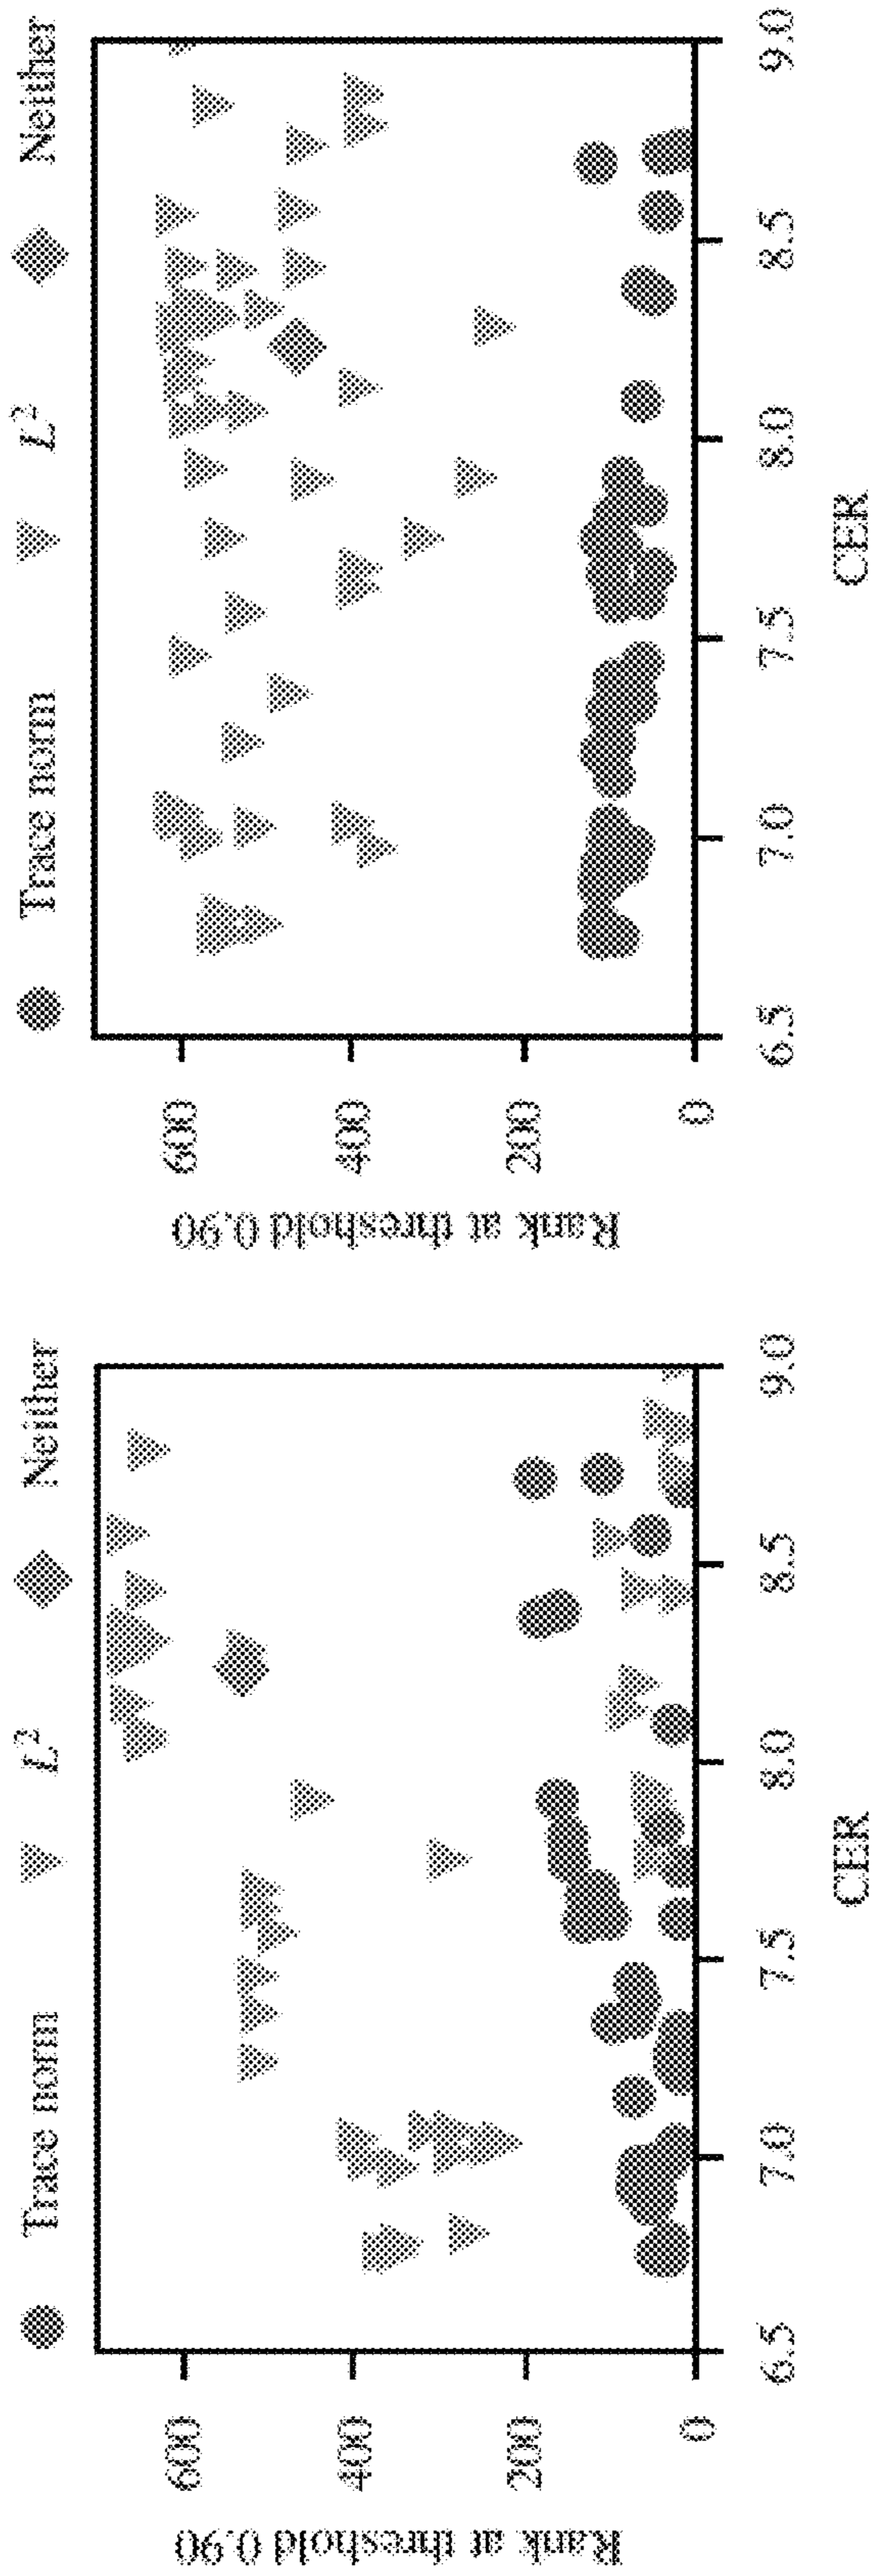 Trace norm L² Neither
Rank at threshold 0.90
600
400
200
0
6.5 7.0 7.5 8.0 8.5 9.0
CER
Trace norm L² Neither
Rank at threshold 0.90
600
400
200
0
6.5 7.0 7.5 8.0 8.5 9.0
CER